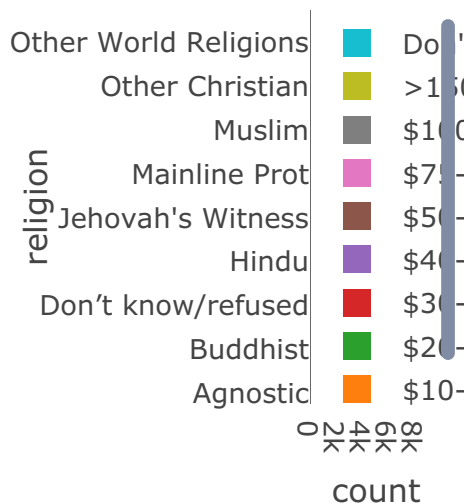 religion
Other World Religions
Other Christian
Muslim
Mainline Prot
Jehovah's Witness
Hindu
Don’t know/refused
Buddhist
Agnostic
0
2k
4k
6k
8k
count
$10-